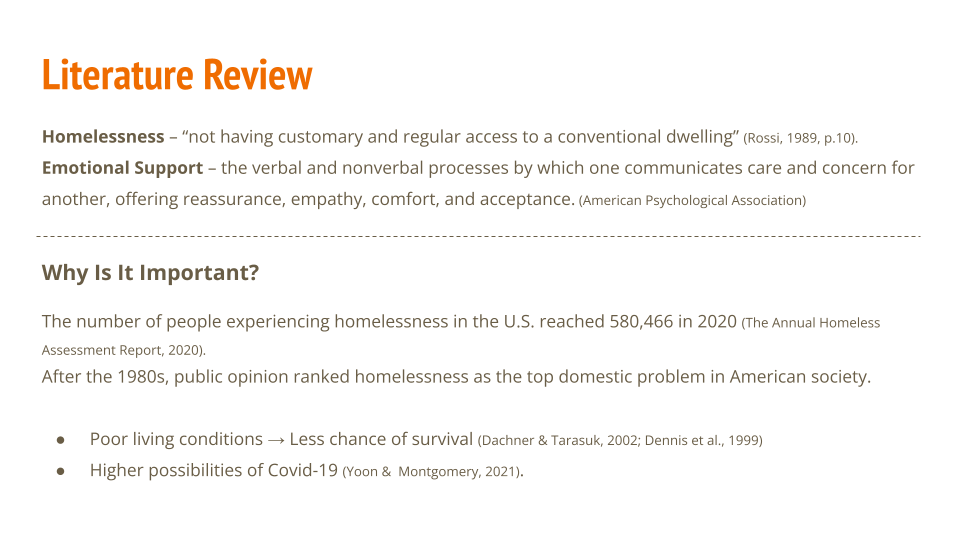 Literature Review
Homelessness – “not having customary and regular access to a conventional dwelling” (Rossi, 1989, p.10).
Emotional Support – the verbal and nonverbal processes by which one communicates care and concern for
another, offering reassurance, empathy, comfort, and acceptance. (American Psychological Association)
Why Is It Important?
The number of people experiencing homelessness in the U.S. reached 580,466 in 2020 (The Annual Homeless
Assessment Report, 2020).
After the 1980s, public opinion ranked homelessness as the top domestic problem in American society.
● Poor living conditions → Less chance of survival (Dachner & Tarasuk, 2002; Dennis et al., 1999)
● Higher possibilities of Covid-19 (Yoon & Montgomery, 2021).